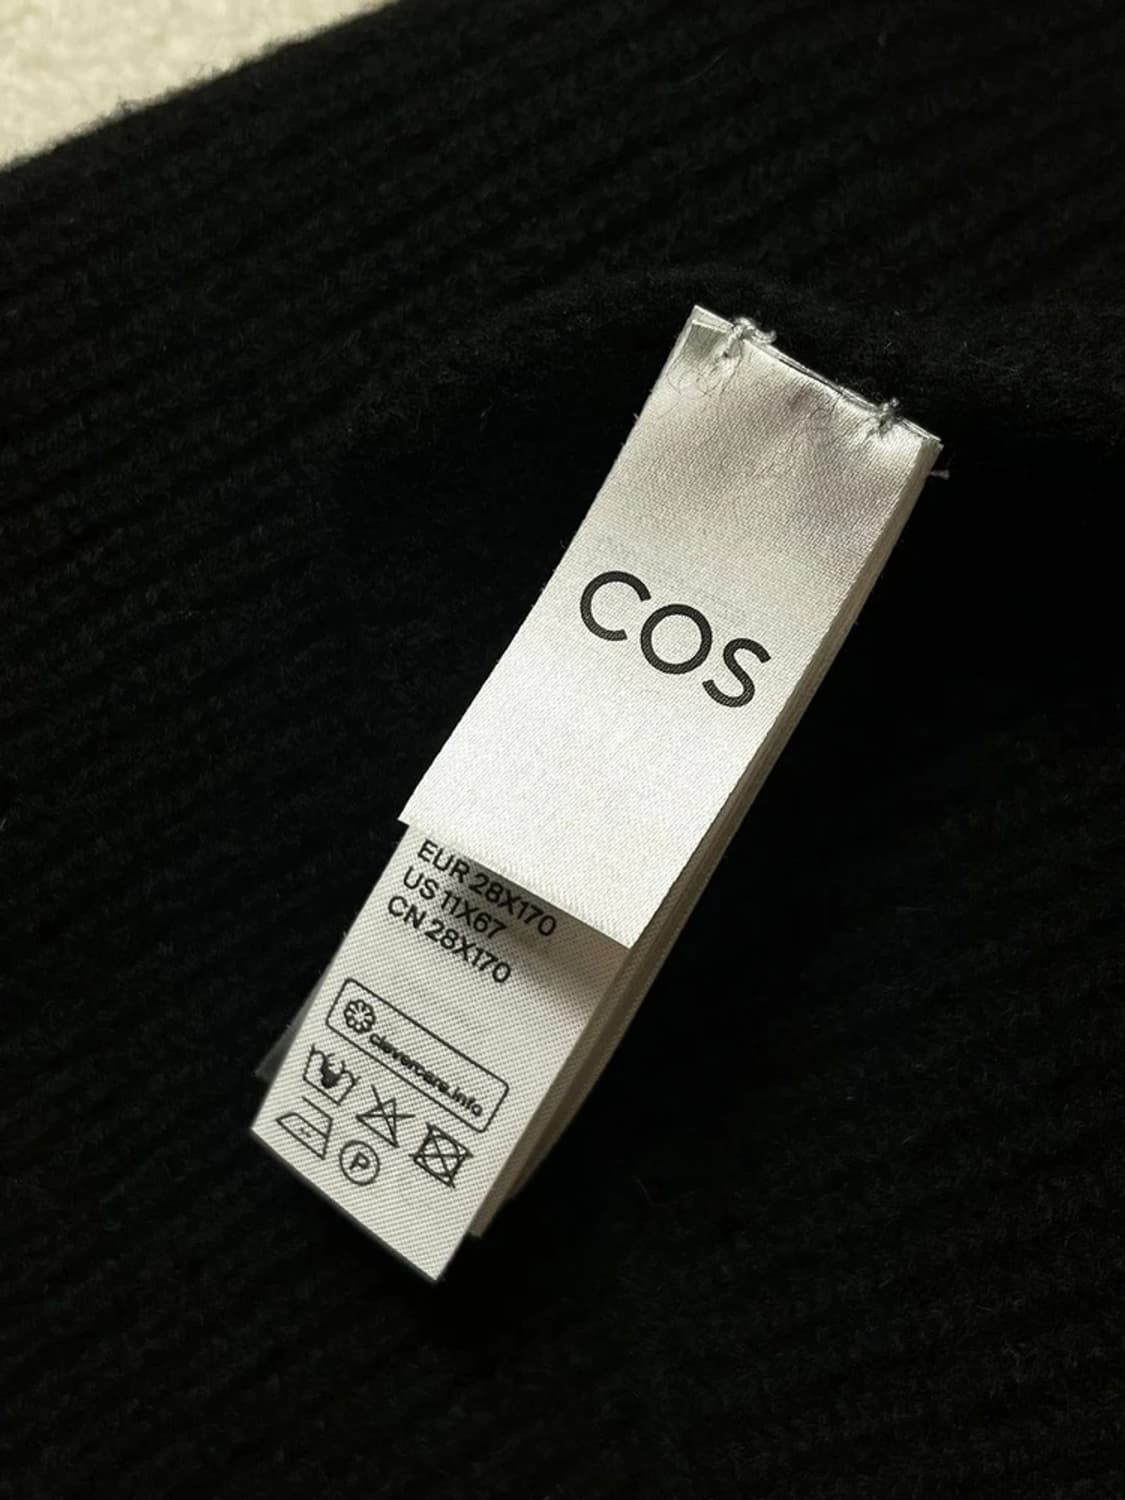 COS
EUR 28X170
US 11X67
CN 28X170
clevercare.info
P